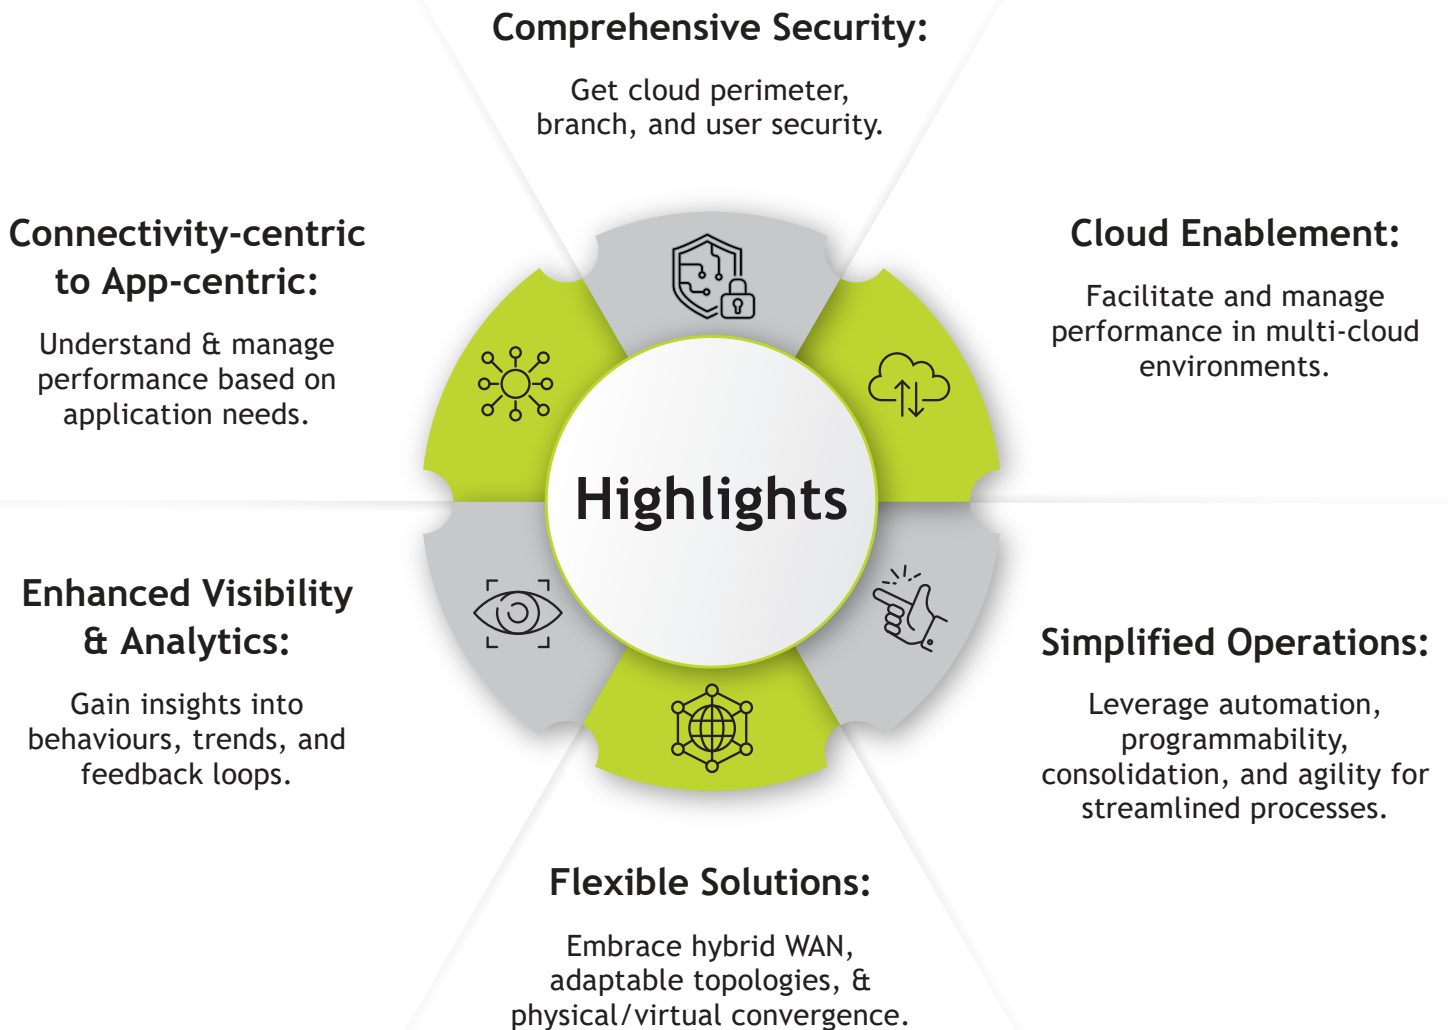 Comprehensive Security:
Get cloud perimeter,
branch, and user security.
Connectivity-centric
to App-centric:
Understand & manage
performance based on
application needs.
Cloud Enablement:
Facilitate and manage
performance in multi-cloud
environments.
Highlights
Enhanced Visibility
& Analytics:
Gain insights into
behaviours, trends, and
feedback loops.
Simplified Operations:
Leverage automation,
programmability,
consolidation, and agility for
streamlined processes.
Flexible Solutions:
Embrace hybrid WAN,
adaptable topologies, &
physical/virtual convergence.